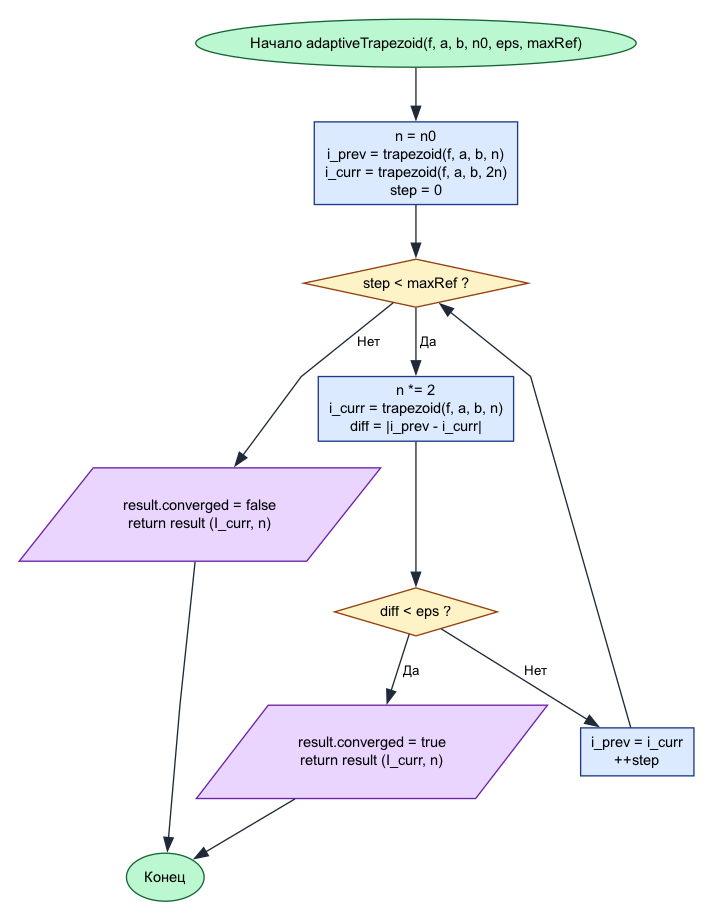 Начало adaptiveTrapezoid(f, a, b, n0, eps, maxRef)
n = n0
i_prev = trapezoid(f, a, b, n)
i_curr = trapezoid(f, a, b, 2n)
step = 0
step < maxRef ?
Нет
Да
n *= 2
i_curr = trapezoid(f, a, b, n)
diff = |i_prev - i_curr|
result.converged = false
return result (I_curr, n)
diff < eps ?
Да
Нет
result.converged = true
return result (I_curr, n)
i_prev = i_curr
++step
Конец